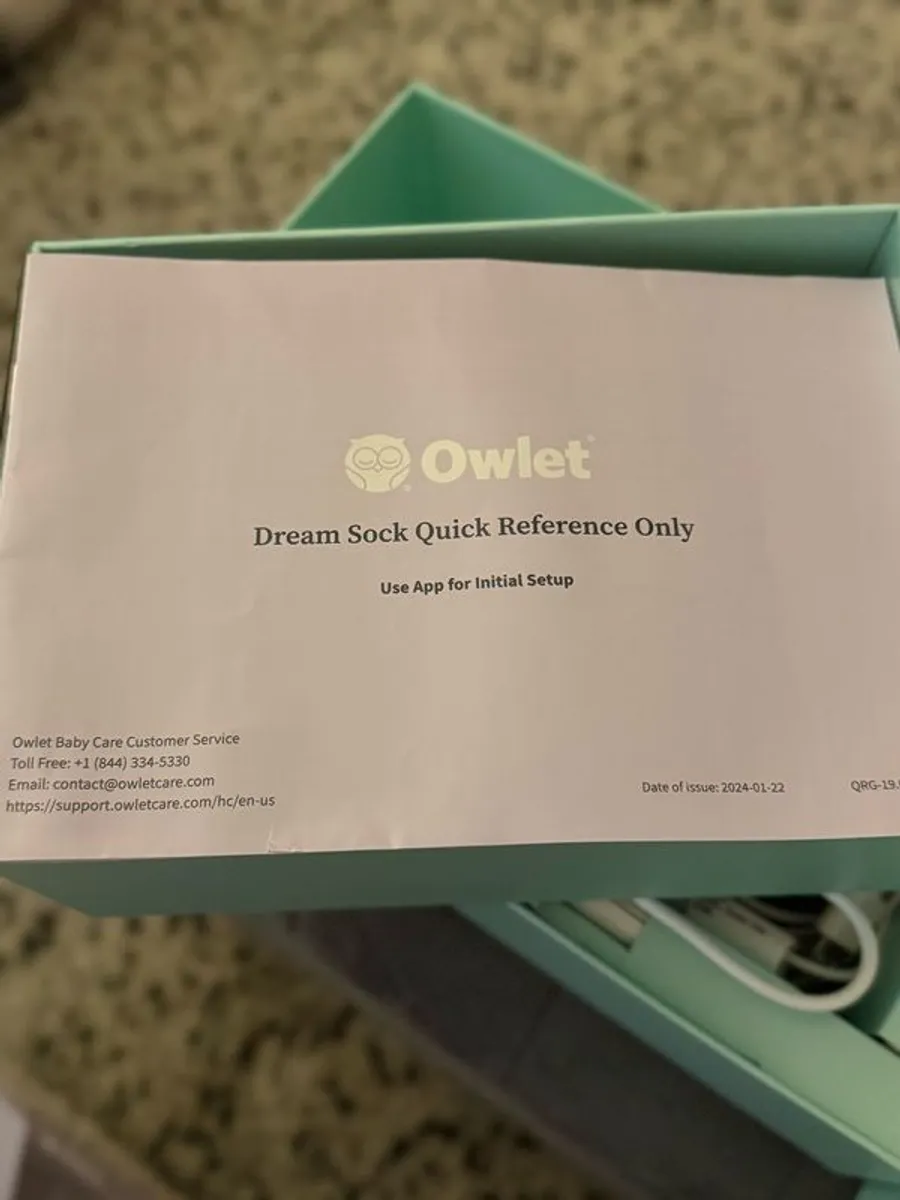 Owlet
Dream Sock Quick Reference Only
Use App for Initial Setup
Owlet Baby Care Customer Service
Toll Free: +1 (844) 334-5330
Email: contact@owletcare.com
https://support.owletcare.com/hc/en-us
Date of issue: 2024-01-22
QRG-19.